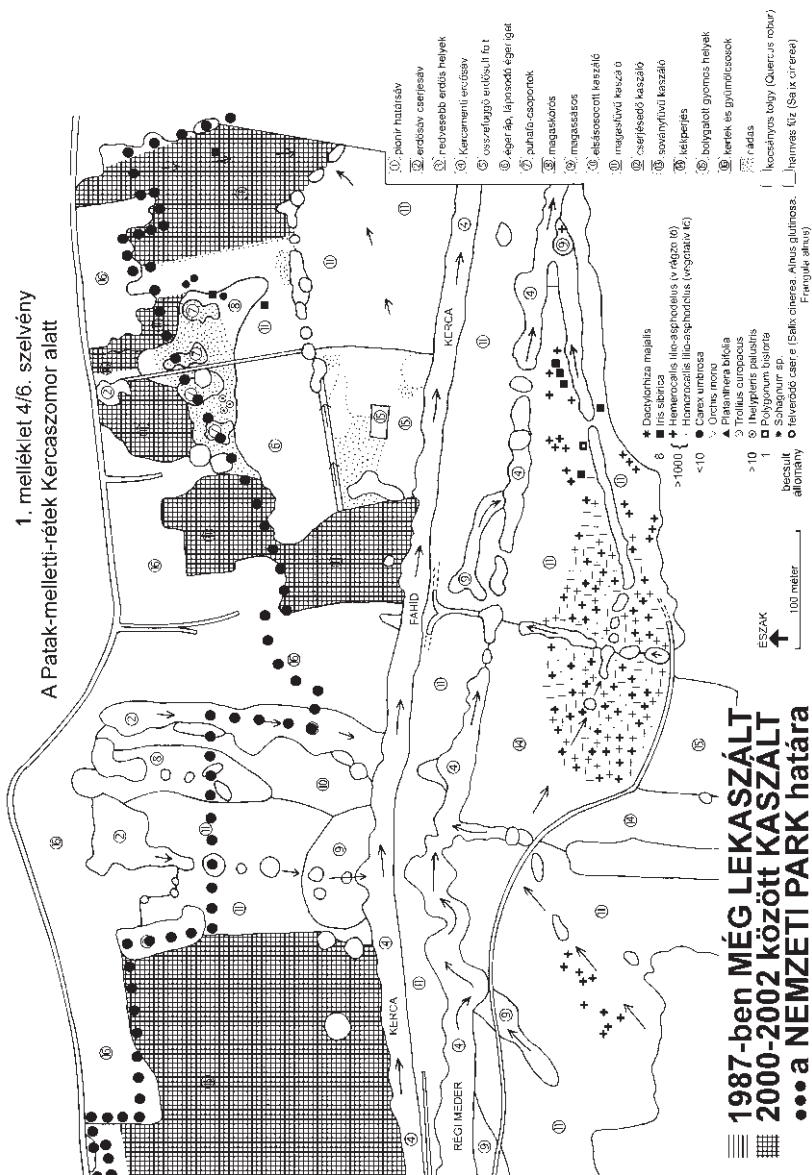 1. melléklet 4/6. szelvény
A Patak-melletti-rétek Kercaszomor alatt
① pionír határsáv
② erdősáv cserjesáv
③ nedvesebb erdős helyek
④ Kercamenti erdősáv
⑤ összefüggő erdősült folt
⑥ égerláp, láposodó égerliget
⑦ puhafa-csoportok
⑧ magaskórós
⑨ magassásos
⑩ elsásosodott kaszáló
⑪ magasfüvű kaszáló
⑫ cserjésedő kaszáló
⑬ soványfüvű kaszáló
⑭ kékperjés
⑮ bolygatott gyomos helyek
⑯ kertek és gyümölcsösök
nádas
kocsányos tölgy (Quercus robur)
hamvas fűz (Salix cinerea)
✱ Dactylorhiza majalis
8 ■ Iris sibirica
>1000 { + Hemerocallis lilio-asphodelus (virágzó tő)
- Hemerocallis lilio-asphodelus (vegetatív tő)
<10 ● Carex umbrosa
Orchis morio
▲ Platanthera bifolia
Trollius europaeus
>10 Thelypteris palustris
1 □ Polygonum bistorta
Sphagnum sp.
○ felverődő cserje (Salix cinerea, Alnus glutinosa,
Frangula alnus)
becsült
állomány
ÉSZAK
100 méter
KERCA
FAHÍD
KERCA
RÉGI MEDER
1987-ben MÉG LEKASZÁLT
2000-2002 között KASZÁLT
••• a NEMZETI PARK határa